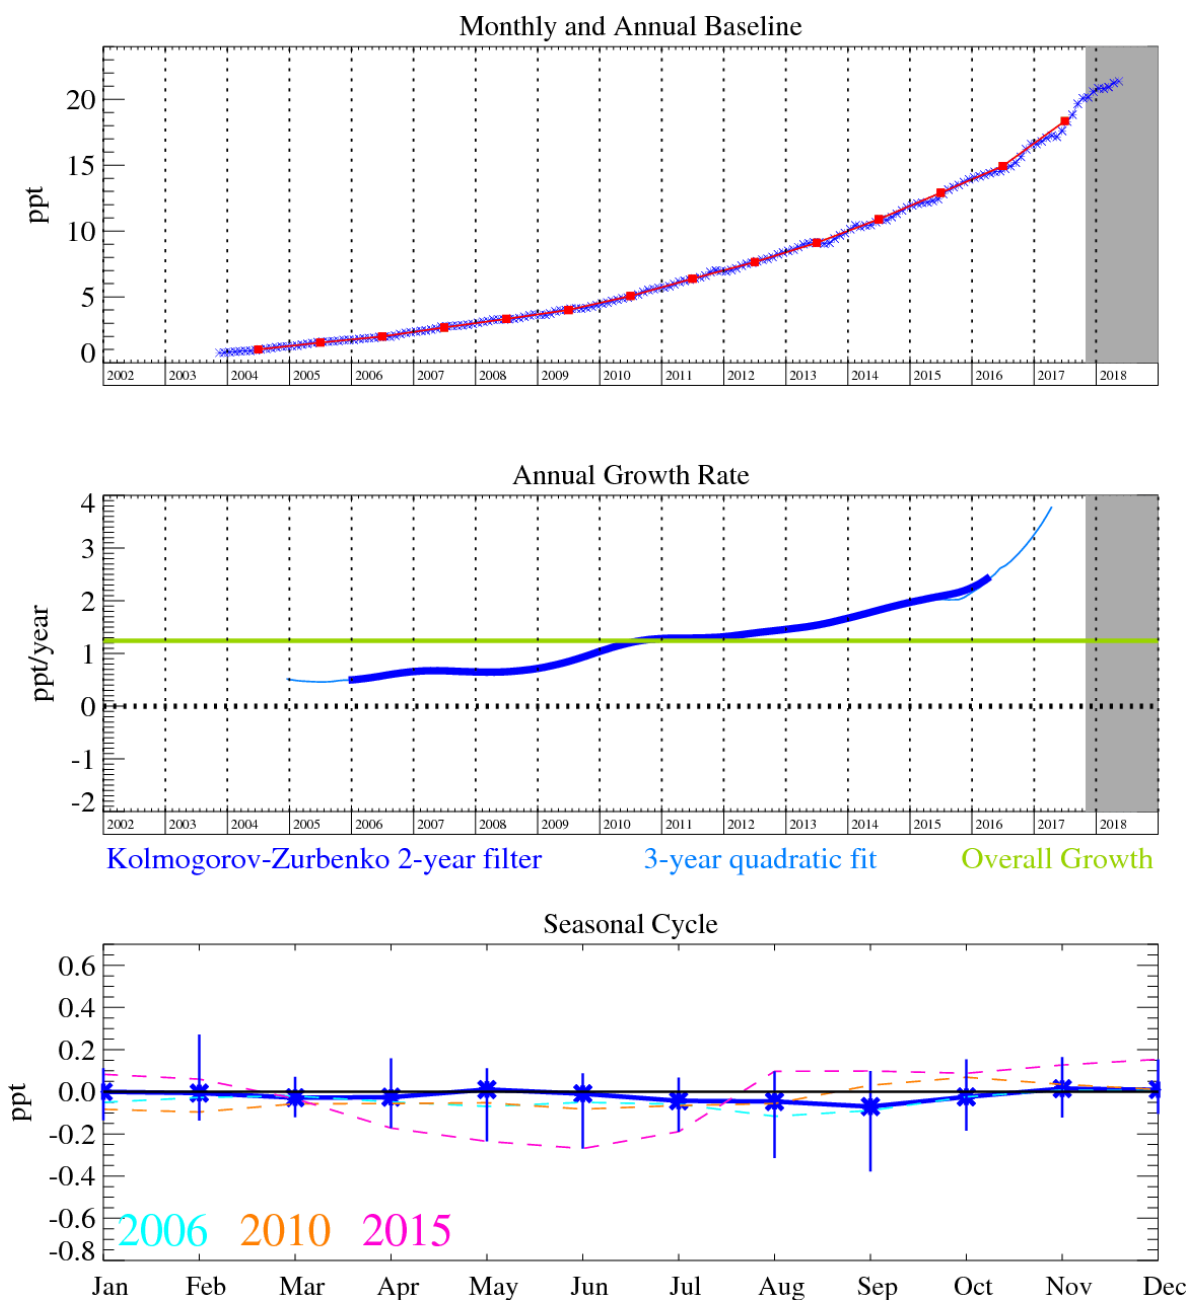 Monthly and Annual Baseline
20
15
10
5
0
ppt
2002 2003 2004 2005 2006 2007 2008 2009 2010 2011 2012 2013 2014 2015 2016 2017 2018
Annual Growth Rate
4
3
2
1
0
-1
-2
ppt/year
2002 2003 2004 2005 2006 2007 2008 2009 2010 2011 2012 2013 2014 2015 2016 2017 2018
Kolmogorov-Zurbenko 2-year filter 3-year quadratic fit Overall Growth
Seasonal Cycle
0.6
0.4
0.2
0.0
-0.2
-0.4
-0.6
-0.8
ppt
2006 2010 2015
Jan Feb Mar Apr May Jun Jul Aug Sep Oct Nov Dec